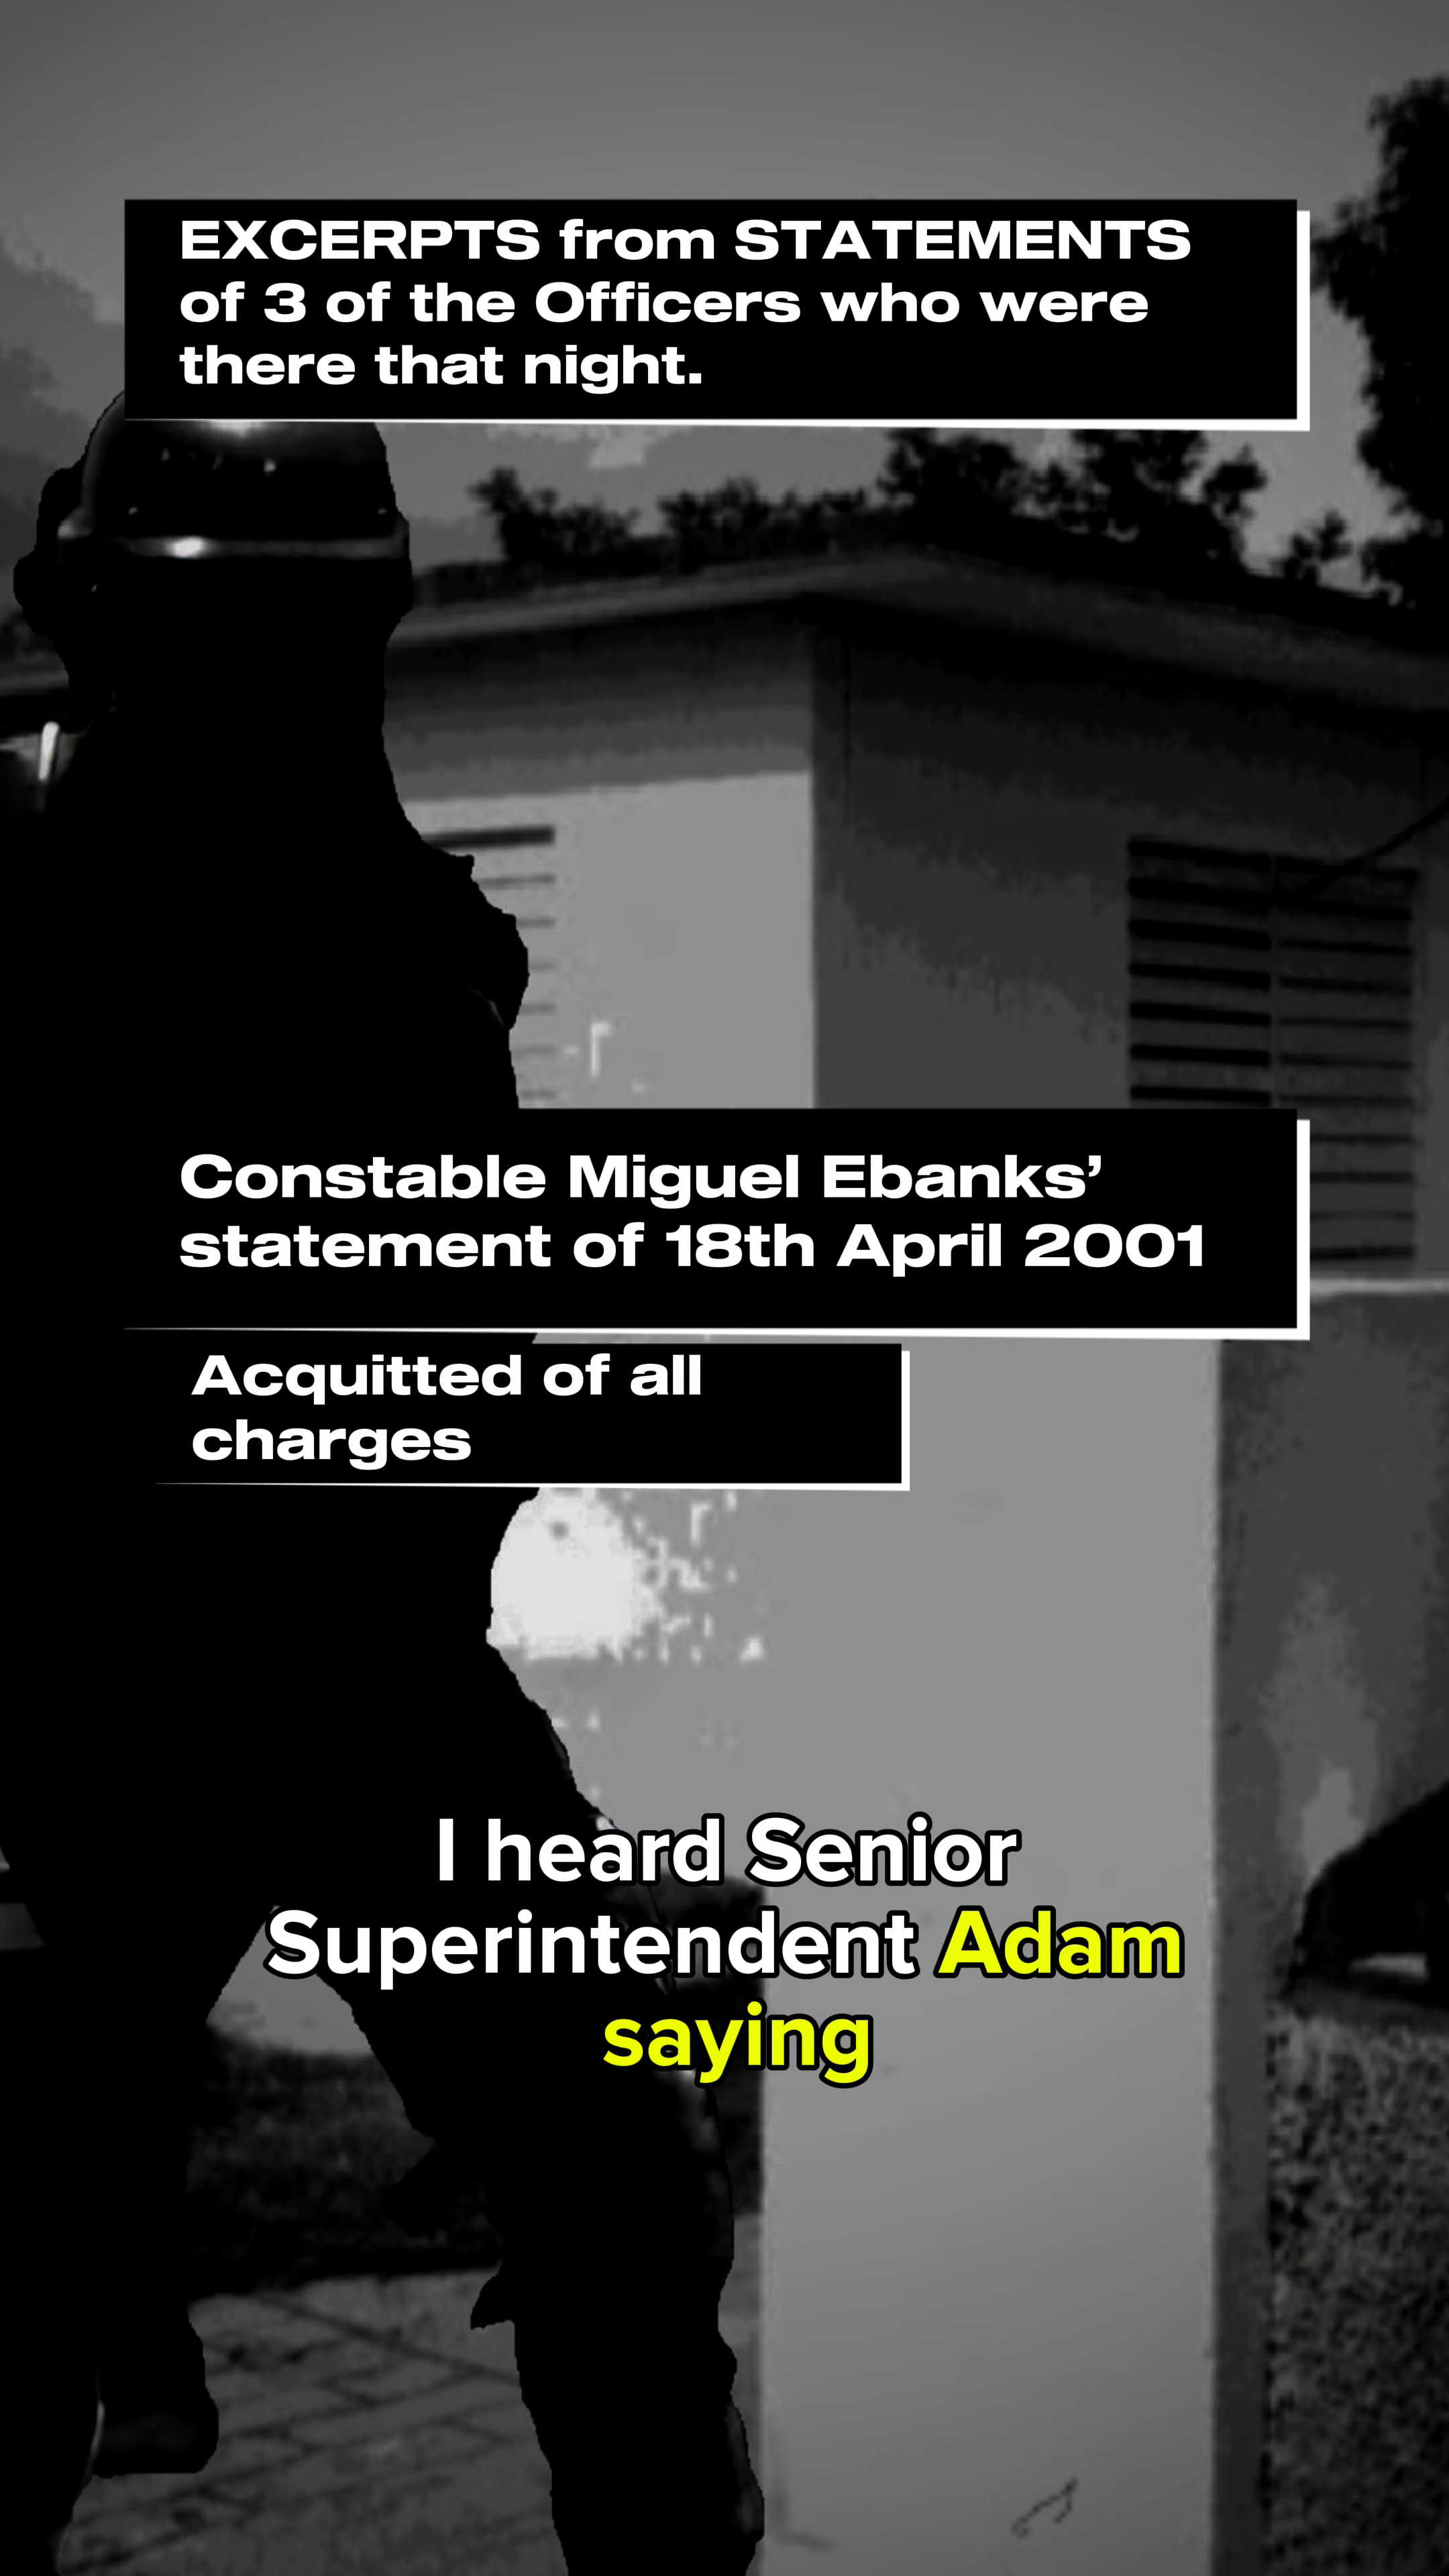 EXCERPTS from STATEMENTS
of 3 of the Officers who were
there that night.
Constable Miguel Ebanks’
statement of 18th April 2001
Acquitted of all
charges
I heard Senior
Superintendent Adam
saying